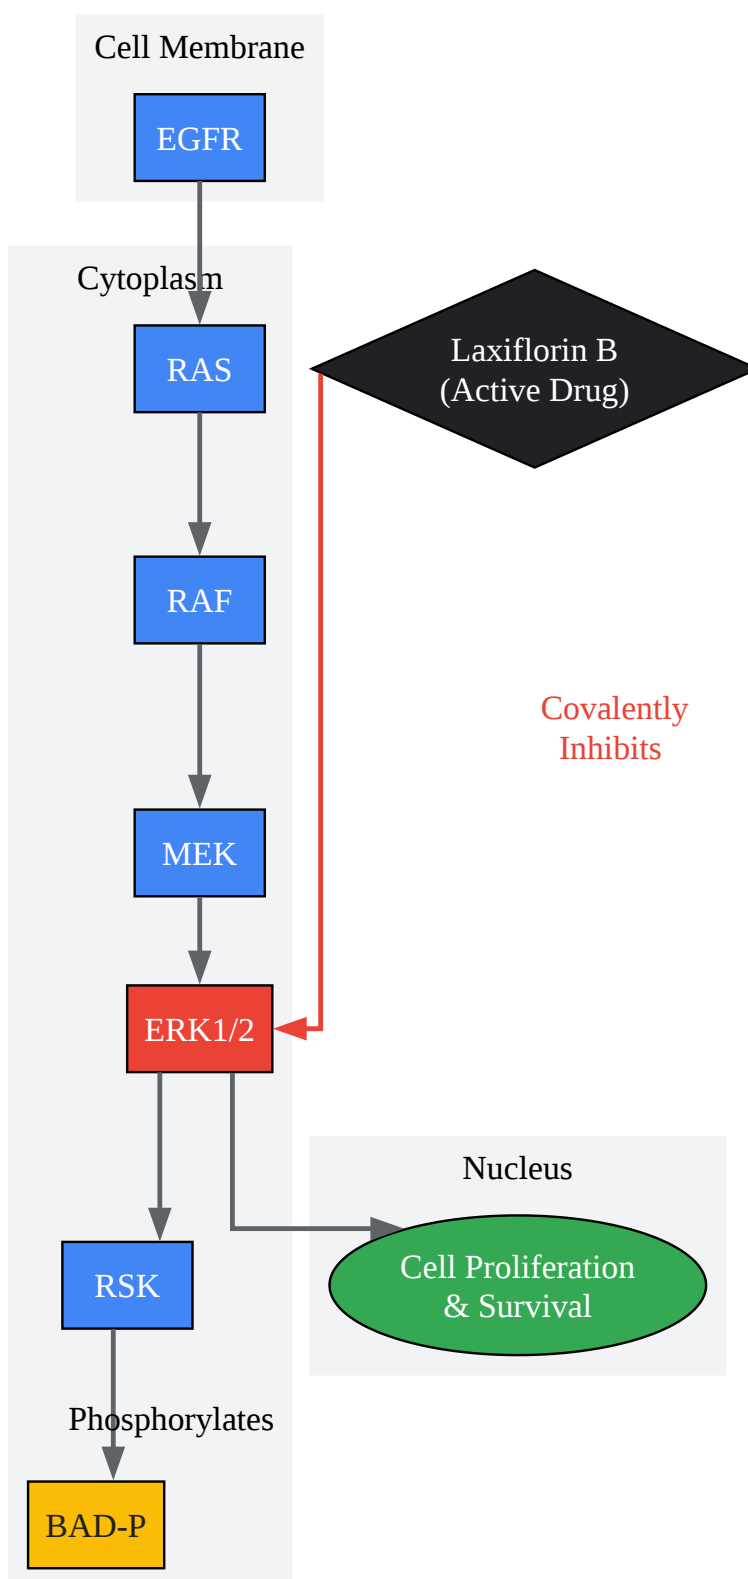 Cell Membrane
EGFR
Cytoplasm
RAS
Laxiflorin B
(Active Drug)
RAF
Covalently
Inhibits
MEK
ERK1/2
Nucleus
Cell Proliferation
& Survival
RSK
Phosphorylates
BAD-P